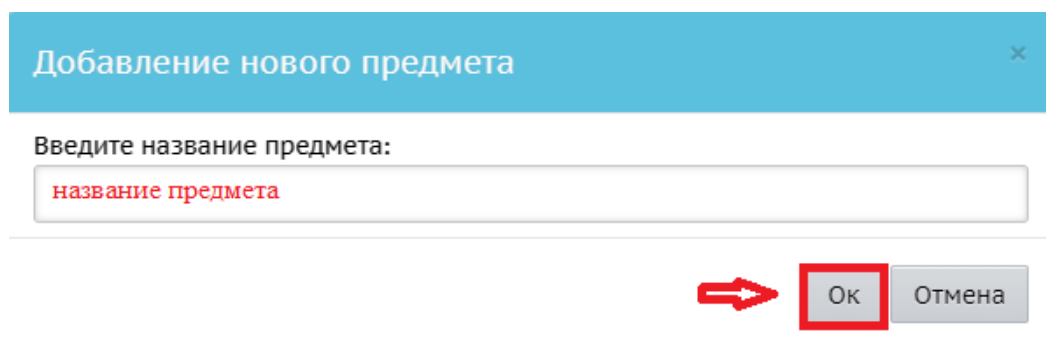 Добавление нового предмета
Введите название предмета:
название предмета
Ок Отмена